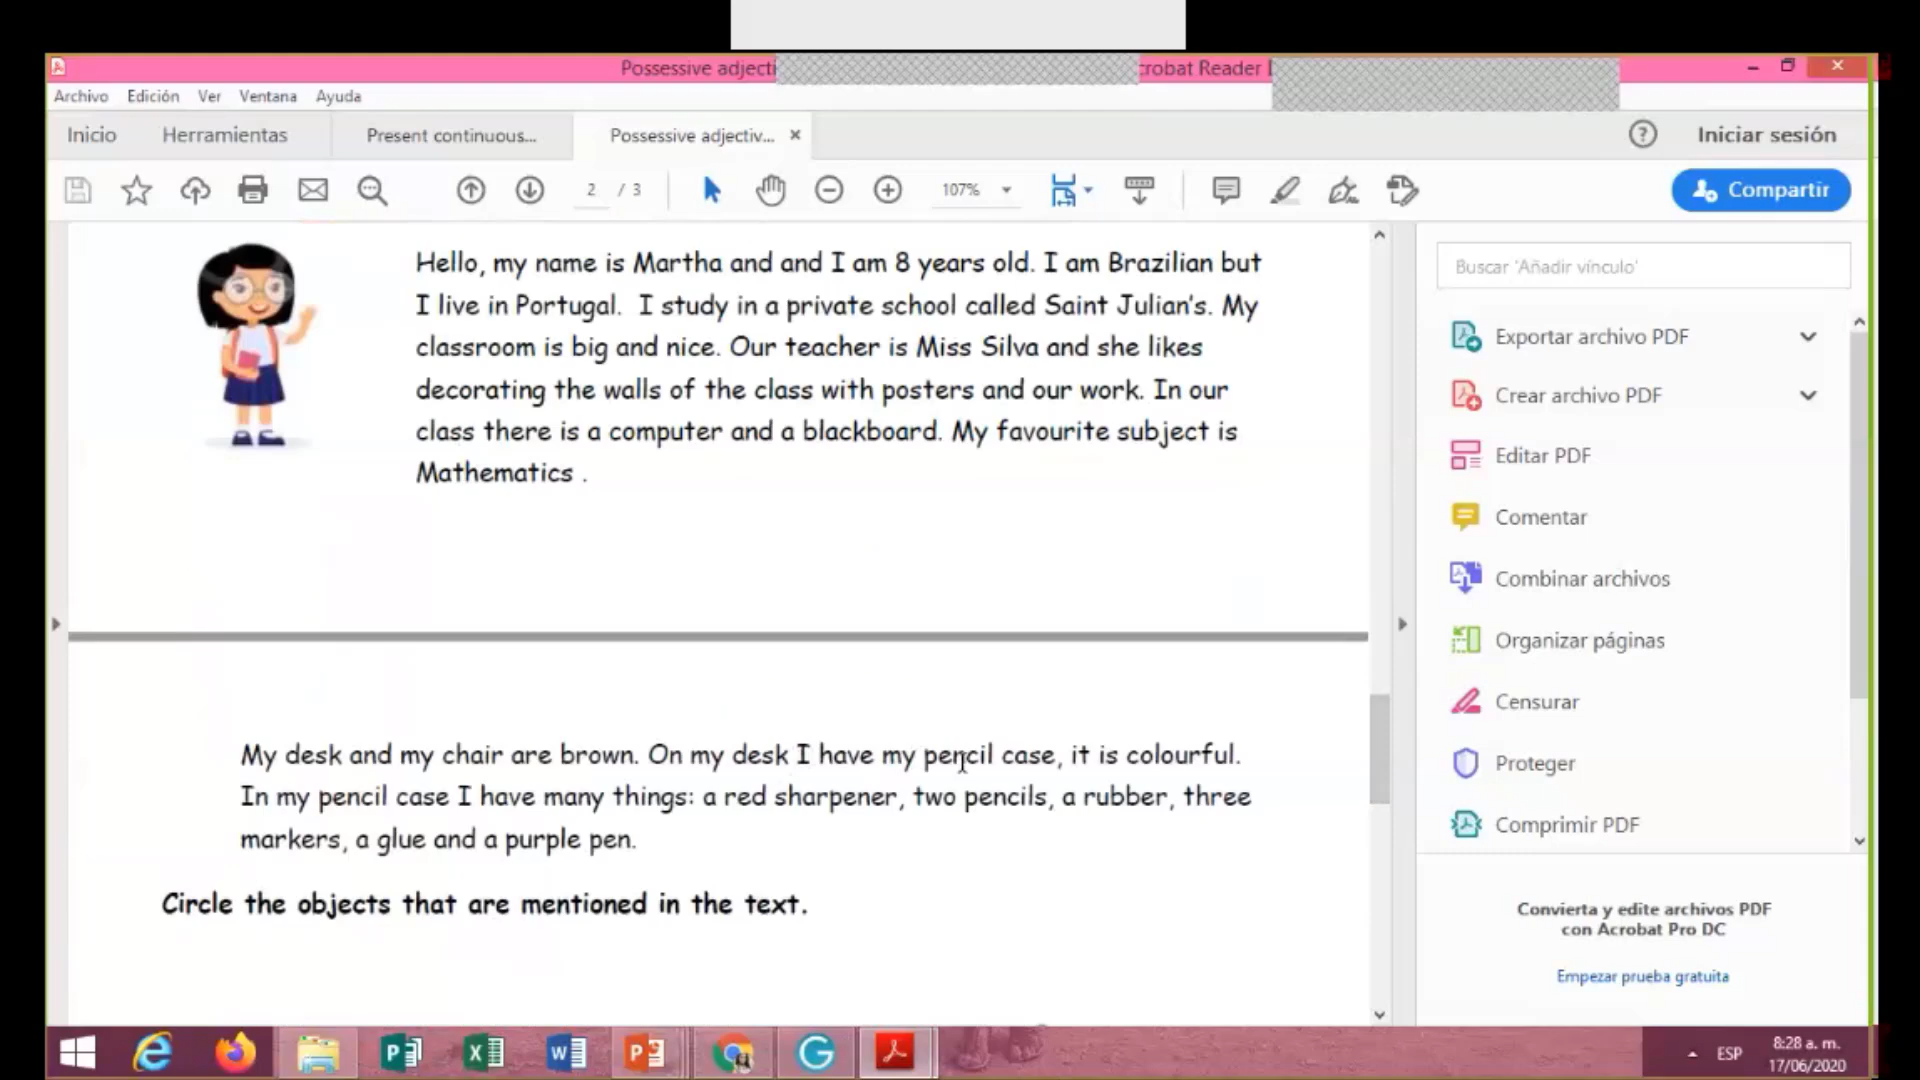 Possessive adjecti crobat Reader
Archivo Edición Ver Ventana Ayuda
Inicio Herramientas Present continuous... Possessive adjectiv... Iniciar sesión
2 / 3 107% Compartir
Hello, my name is Martha and and I am 8 years old. I am Brazilian but
I live in Portugal. I study in a private school called Saint Julian's. My
classroom is big and nice. Our teacher is Miss Silva and she likes
decorating the walls of the class with posters and our work. In our
class there is a computer and a blackboard. My favourite subject is
Mathematics .
My desk and my chair are brown. On my desk I have my pencil case, it is colourful.
In my pencil case I have many things: a red sharpener, two pencils, a rubber, three
markers, a glue and a purple pen.
Circle the objects that are mentioned in the text.
Buscar 'Añadir vínculo'
Exportar archivo PDF
Crear archivo PDF
Editar PDF
Comentar
Combinar archivos
Organizar páginas
Censurar
Proteger
Comprimir PDF
Convierta y edite archivos PDF
con Acrobat Pro DC
Empezar prueba gratuita
ESP 8:28 a. m.
17/06/2020